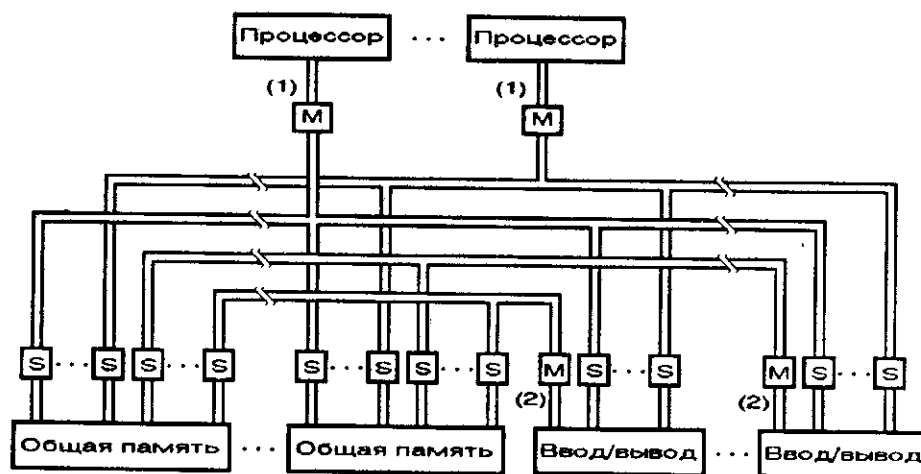 Процессор ... Процессор
(1) (1)
M M
S ... S S ... S S ... S S ... S M S ... S M S ... S
(2) (2)
Общая память ... Общая память Ввод/вывод ... Ввод/вывод